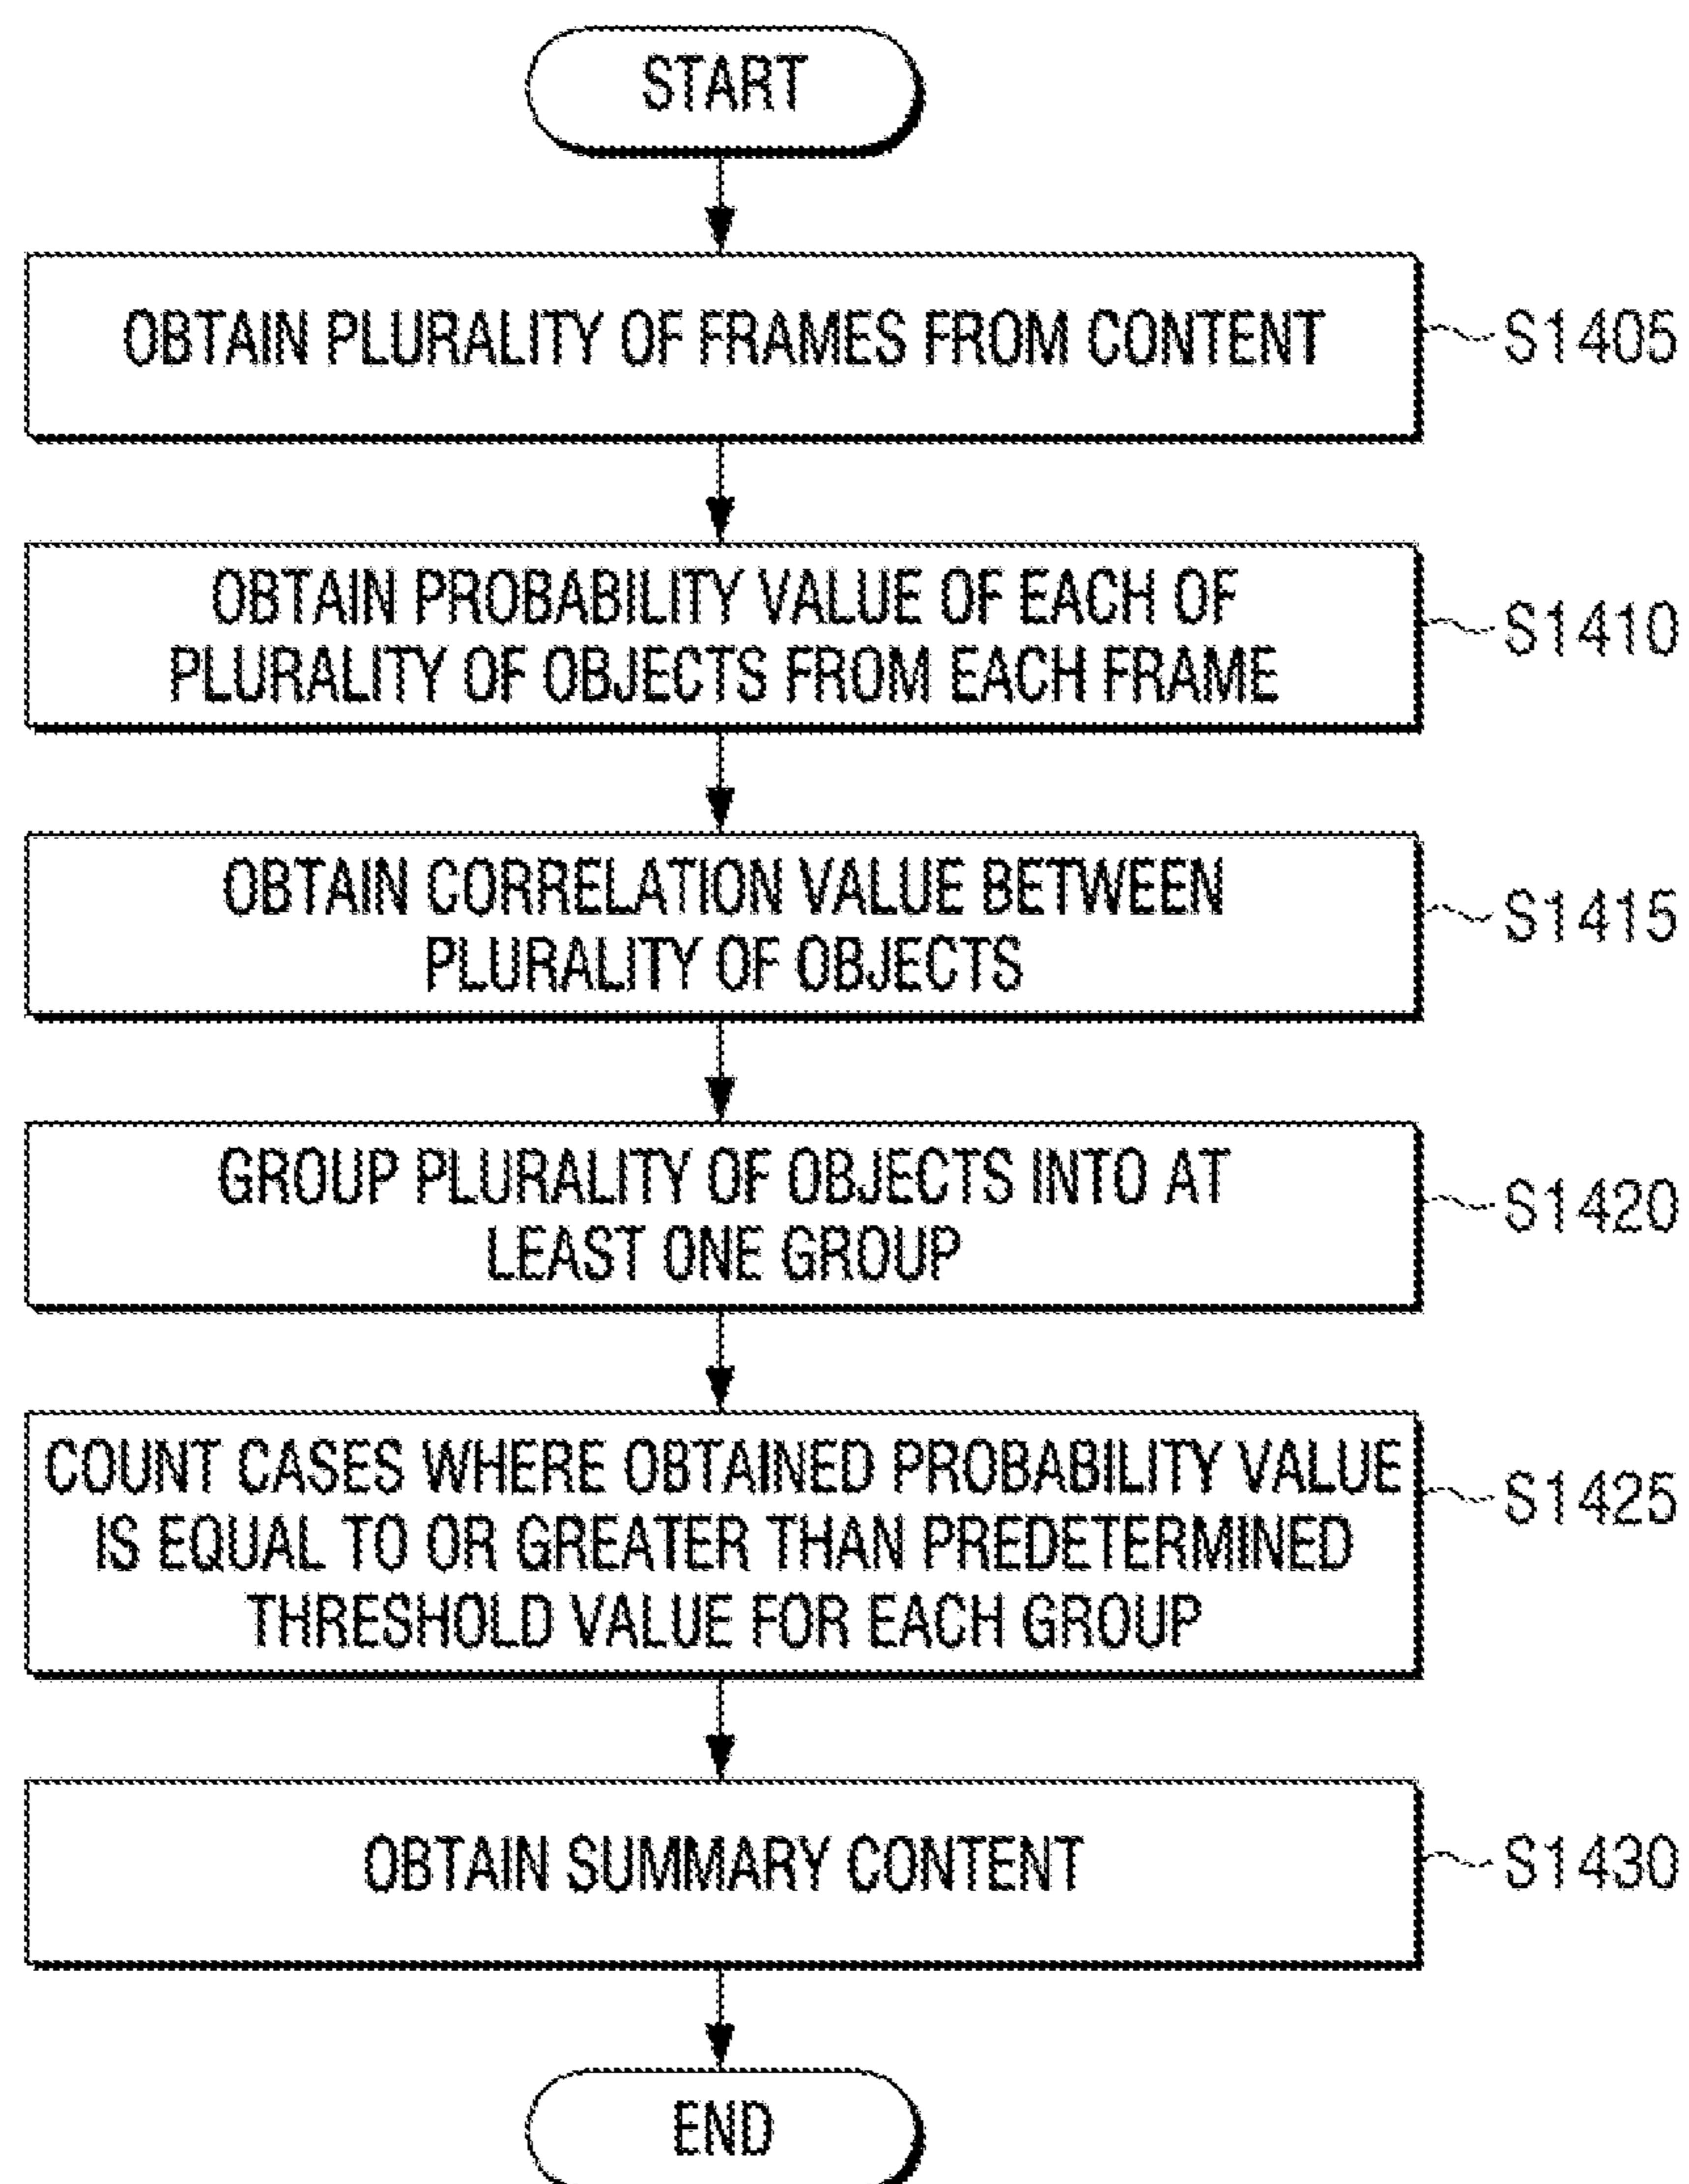 START
OBTAIN PLURALITY OF FRAMES FROM CONTENT
S1405
OBTAIN PROBABILITY VALUE OF EACH OF
PLURALITY OF OBJECTS FROM EACH FRAME
S1410
OBTAIN CORRELATION VALUE BETWEEN
PLURALITY OF OBJECTS
S1415
GROUP PLURALITY OF OBJECTS INTO AT
LEAST ONE GROUP
S1420
COUNT CASES WHERE OBTAINED PROBABILITY VALUE
IS EQUAL TO OR GREATER THAN PREDETERMINED
THRESHOLD VALUE FOR EACH GROUP
S1425
OBTAIN SUMMARY CONTENT
S1430
END